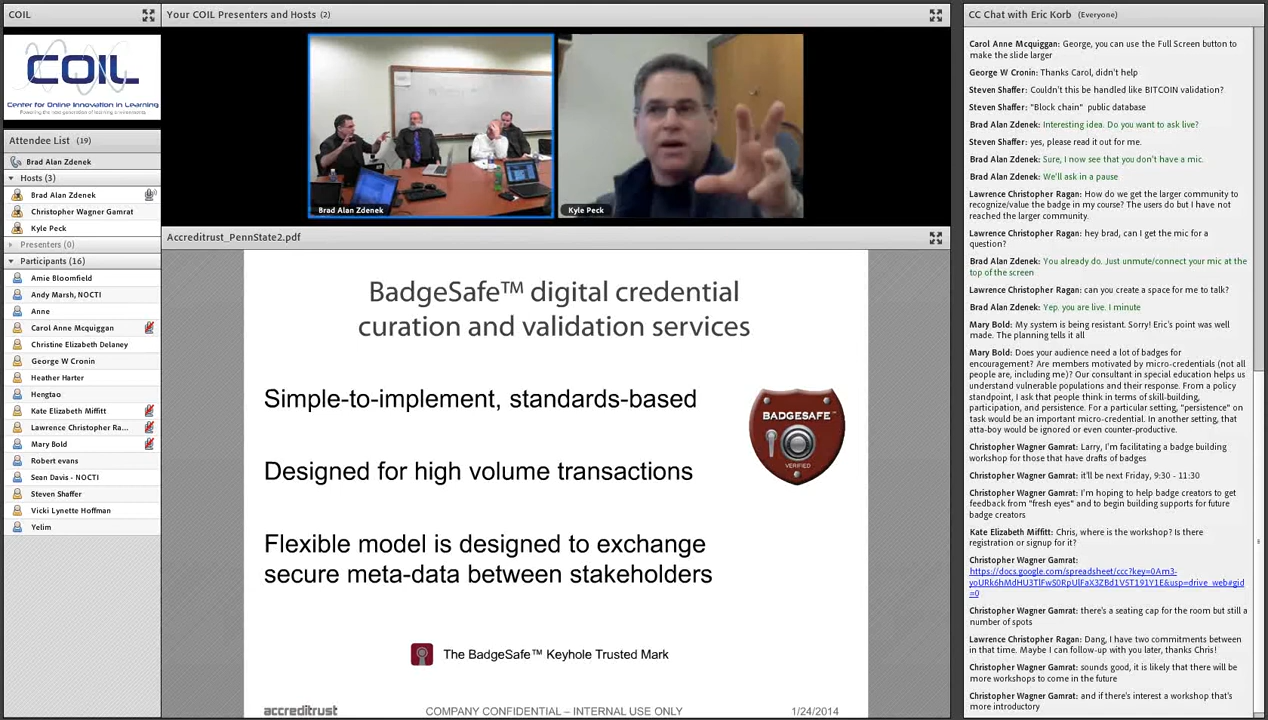 COIL
COIL
Center for Online Innovation in Learning
Attendee List (19)
Brad Alan Zdenek
Hosts (3)
Brad Alan Zdenek
Christopher Wagner Gamrat
Kyle Peck
Presenters (0)
Participants (16)
Amie Bloomfield
Andy Marsh, NOCTI
Anne
Carol Anne Mcquiggan
Christine Elizabeth Delaney
George W Cronin
Heather Harter
Hengtao
Kate Elizabeth Miffitt
Lawrence Christopher Ra...
Mary Bold
Robert evans
Sean Davis - NOCTI
Steven Shaffer
Vicki Lynette Hoffman
Yelim
Your COIL Presenters and Hosts (2)
Brad Alan Zdenek
Kyle Peck
Accreditrust_PennState2.pdf
BadgeSafe™ digital credential
curation and validation services
Simple-to-implement, standards-based
Designed for high volume transactions
Flexible model is designed to exchange
secure meta-data between stakeholders
BADGESAFE™
VERIFIED
The BadgeSafe™ Keyhole Trusted Mark
accreditrust
COMPANY CONFIDENTIAL – INTERNAL USE ONLY
1/24/2014
CC Chat with Eric Korb (Everyone)
Carol Anne Mcquiggan: George, you can use the Full Screen button to
make the slide larger
George W Cronin: Thanks Carol, didn't help
Steven Shaffer: Couldn't this be handled like BITCOIN validation?
Steven Shaffer: "Block chain" public database
Brad Alan Zdenek: Interesting idea. Do you want to ask live?
Steven Shaffer: yes, please read it out for me.
Brad Alan Zdenek: Sure, I now see that you don't have a mic.
Brad Alan Zdenek: We'll ask in a pause
Lawrence Christopher Ragan: How do we get the larger community to
recognize/value the badge in my course? The users do but I have not
reached the larger community.
Lawrence Christopher Ragan: hey brad, can I get the mic for a
question?
Brad Alan Zdenek: You already do. Just unmute/connect your mic at the
top of the screen
Lawrence Christopher Ragan: can you create a space for me to talk?
Brad Alan Zdenek: Yep. you are live. I minute
Mary Bold: My system is being resistant. Sorry! Eric's point was well
made. The planning tells it all
Mary Bold: Does your audience need a lot of badges for
encouragement? Are members motivated by micro-credentials (not all
people are, including me)? Our consultant in special education helps us
understand vulnerable populations and their response. From a policy
standpoint, I ask that people think in terms of skill-building,
participation, and persistence. For a particular setting, "persistence" on
task would be an important micro-credential. In another setting, that
atta-boy would be ignored or even counter-productive.
Christopher Wagner Gamrat: Larry, I'm facilitating a badge building
workshop for those that have drafts of badges
Christopher Wagner Gamrat: it'll be next Friday, 9:30 - 11:30
Christopher Wagner Gamrat: I'm hoping to help badge creators to get
feedback from "fresh eyes" and to begin building supports for future
badge creators
Kate Elizabeth Miffitt: Chris, where is the workshop? Is there
registration or signup for it?
Christopher Wagner Gamrat:
https://docs.google.com/spreadsheet/ccc?key=0Am3-
yoURk6hMdHU3TlFwS0RpUlFaX3ZBd1VST191Y1E&usp=drive_web#gid
=0
Christopher Wagner Gamrat: there's a seating cap for the room but still a
number of spots
Lawrence Christopher Ragan: Dang, I have two commitments between
in that time. Maybe I can follow-up with you later, thanks Chris!
Christopher Wagner Gamrat: sounds good, it is likely that there will be
more workshops to come in the future
Christopher Wagner Gamrat: and if there's interest a workshop that's
more introductory